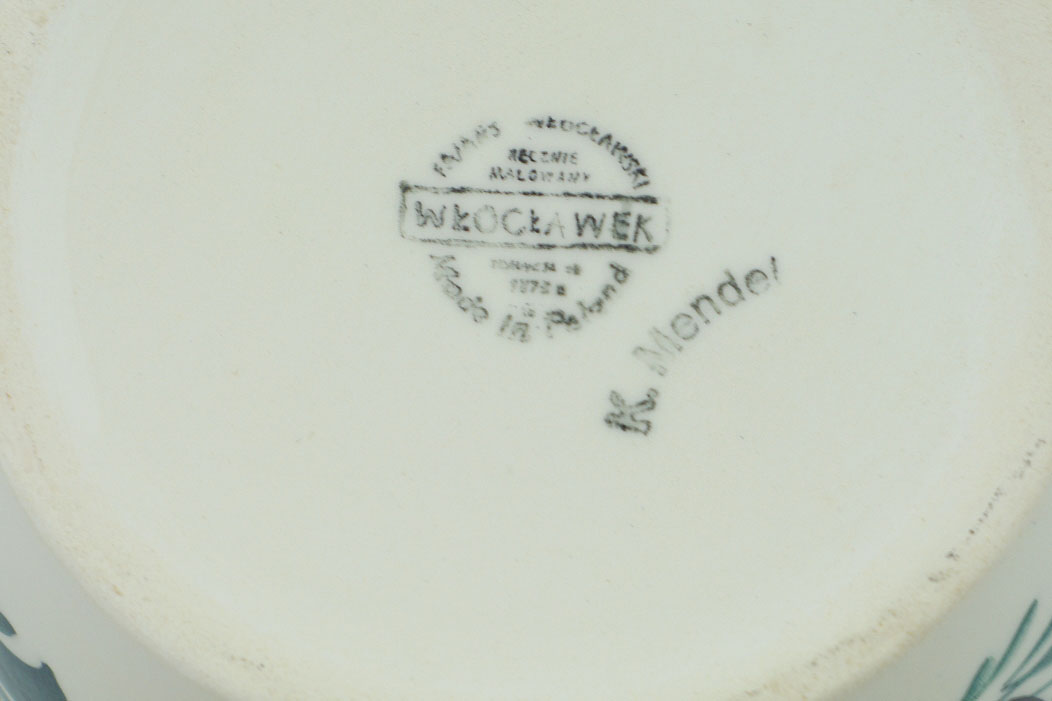 FAJANS WŁOCŁAWSKI
RĘCZNIE
MALOWANY
WŁOCŁAWEK
Made in Poland
K. Mendel